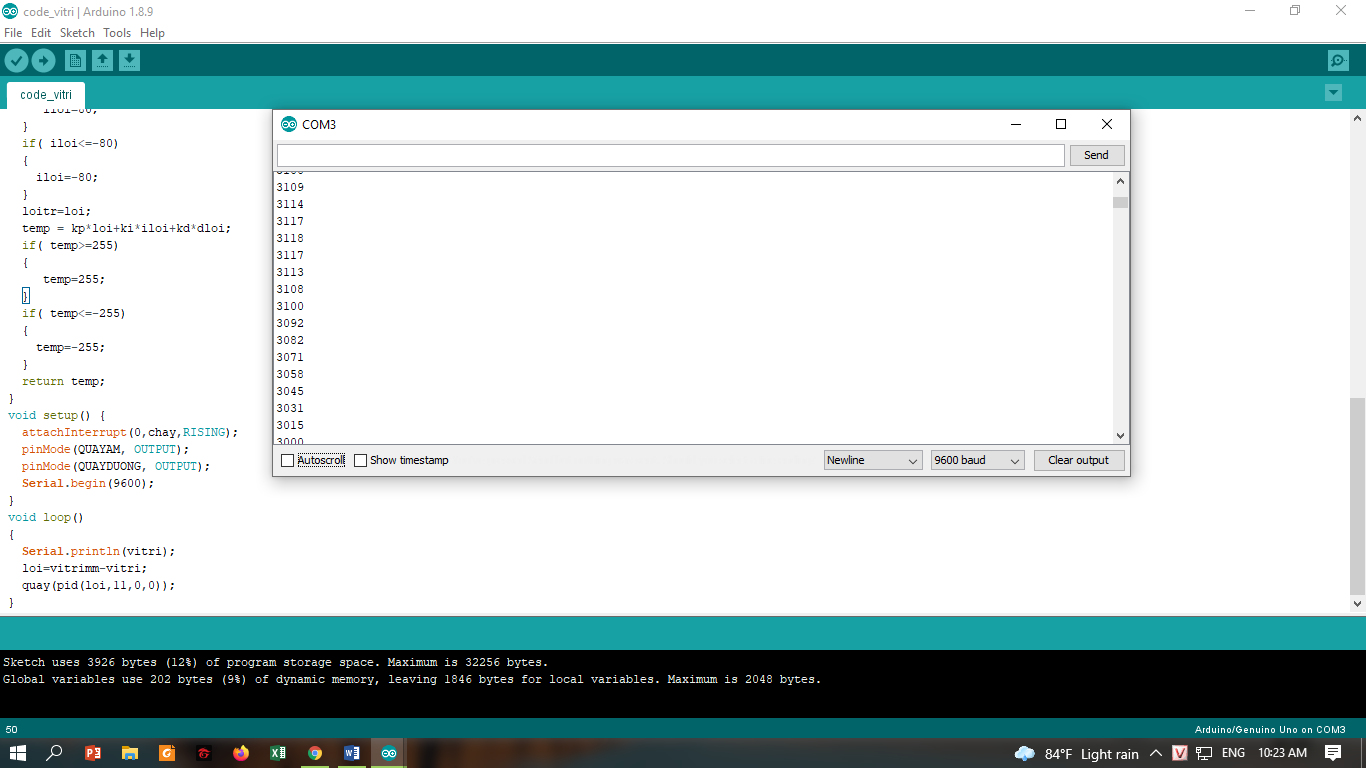 code_vitri | Arduino 1.8.9
File Edit Sketch Tools Help
code_vitri
}
if( iloi<=-80)
{
iloi=-80;
}
loitr=loi;
temp = kp*loi+ki*iloi+kd*dloi;
if( temp>=255)
{
temp=255;
}
if( temp<=-255)
{
temp=-255;
}
return temp;
}
void setup() {
attachInterrupt(0,chay,RISING);
pinMode(QUAYAM, OUTPUT);
pinMode(QUAYDUONG, OUTPUT);
Serial.begin(9600);
}
void loop()
{
Serial.println(vitri);
loi=vitrimm-vitri;
quay(pid(loi,11,0,0));
}
COM3
Send
3109
3114
3117
3118
3117
3113
3108
3100
3092
3082
3071
3058
3045
3031
3015
3000
Autoscroll Show timestamp Newline 9600 baud Clear output
Sketch uses 3926 bytes (12%) of program storage space. Maximum is 32256 bytes.
Global variables use 202 bytes (9%) of dynamic memory, leaving 1846 bytes for local variables. Maximum is 2048 bytes.
50 Arduino/Genuino Uno on COM3
84°F Light rain ENG 10:23 AM